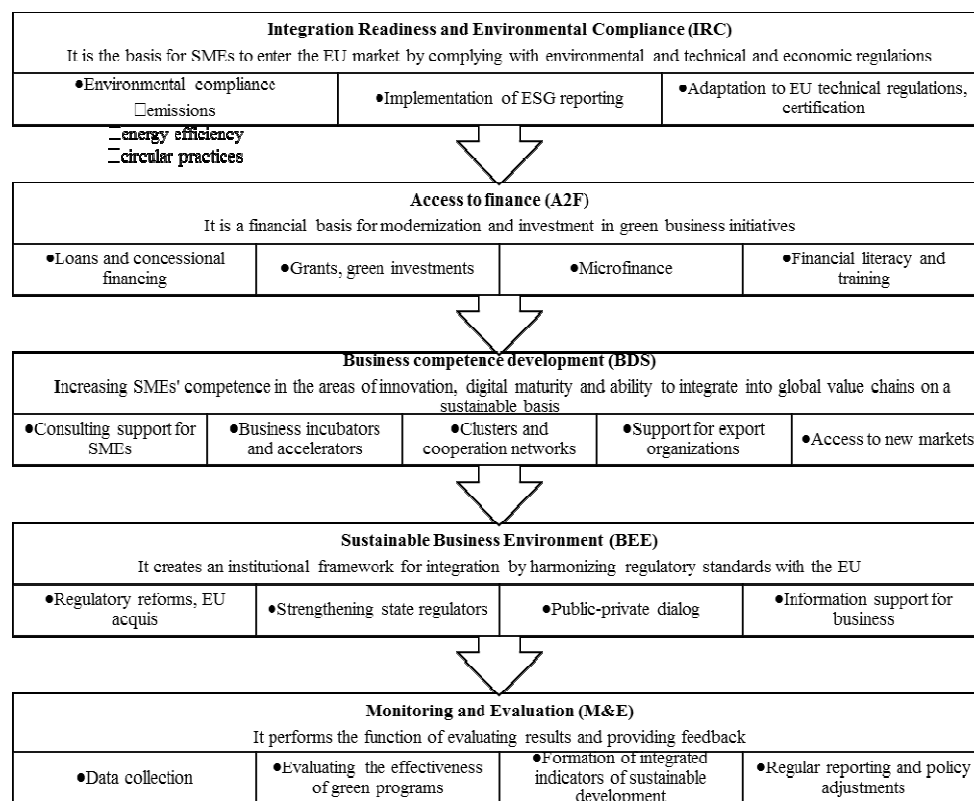 Integration Readiness and Environmental Compliance (IRC)
It is the basis for SMEs to enter the EU market by complying with environmental and technical and economic regulations
●Environmental compliance
□emissions
□energy efficiency
□circular practices
●Implementation of ESG reporting
●Adaptation to EU technical regulations,
certification
Access to finance (A2F)
It is a financial basis for modernization and investment in green business initiatives
●Loans and concessional
financing
●Grants, green investments
●Microfinance
●Financial literacy and
training
Business competence development (BDS)
Increasing SMEs' competence in the areas of innovation, digital maturity and ability to integrate into global value chains on a
sustainable basis
●Consulting support for
SMEs
●Business incubators
and accelerators
●Clusters and
cooperation networks
●Support for export
organizations
●Access to new markets
Sustainable Business Environment (BEE)
It creates an institutional framework for integration by harmonizing regulatory standards with the EU
●Regulatory reforms, EU
acquis
●Strengthening state regulators
●Public-private dialog
●Information support for
business
Monitoring and Evaluation (M&E)
It performs the function of evaluating results and providing feedback
●Data collection
●Evaluating the effectiveness
of green programs
●Formation of integrated
indicators of sustainable
development
●Regular reporting and policy
adjustments